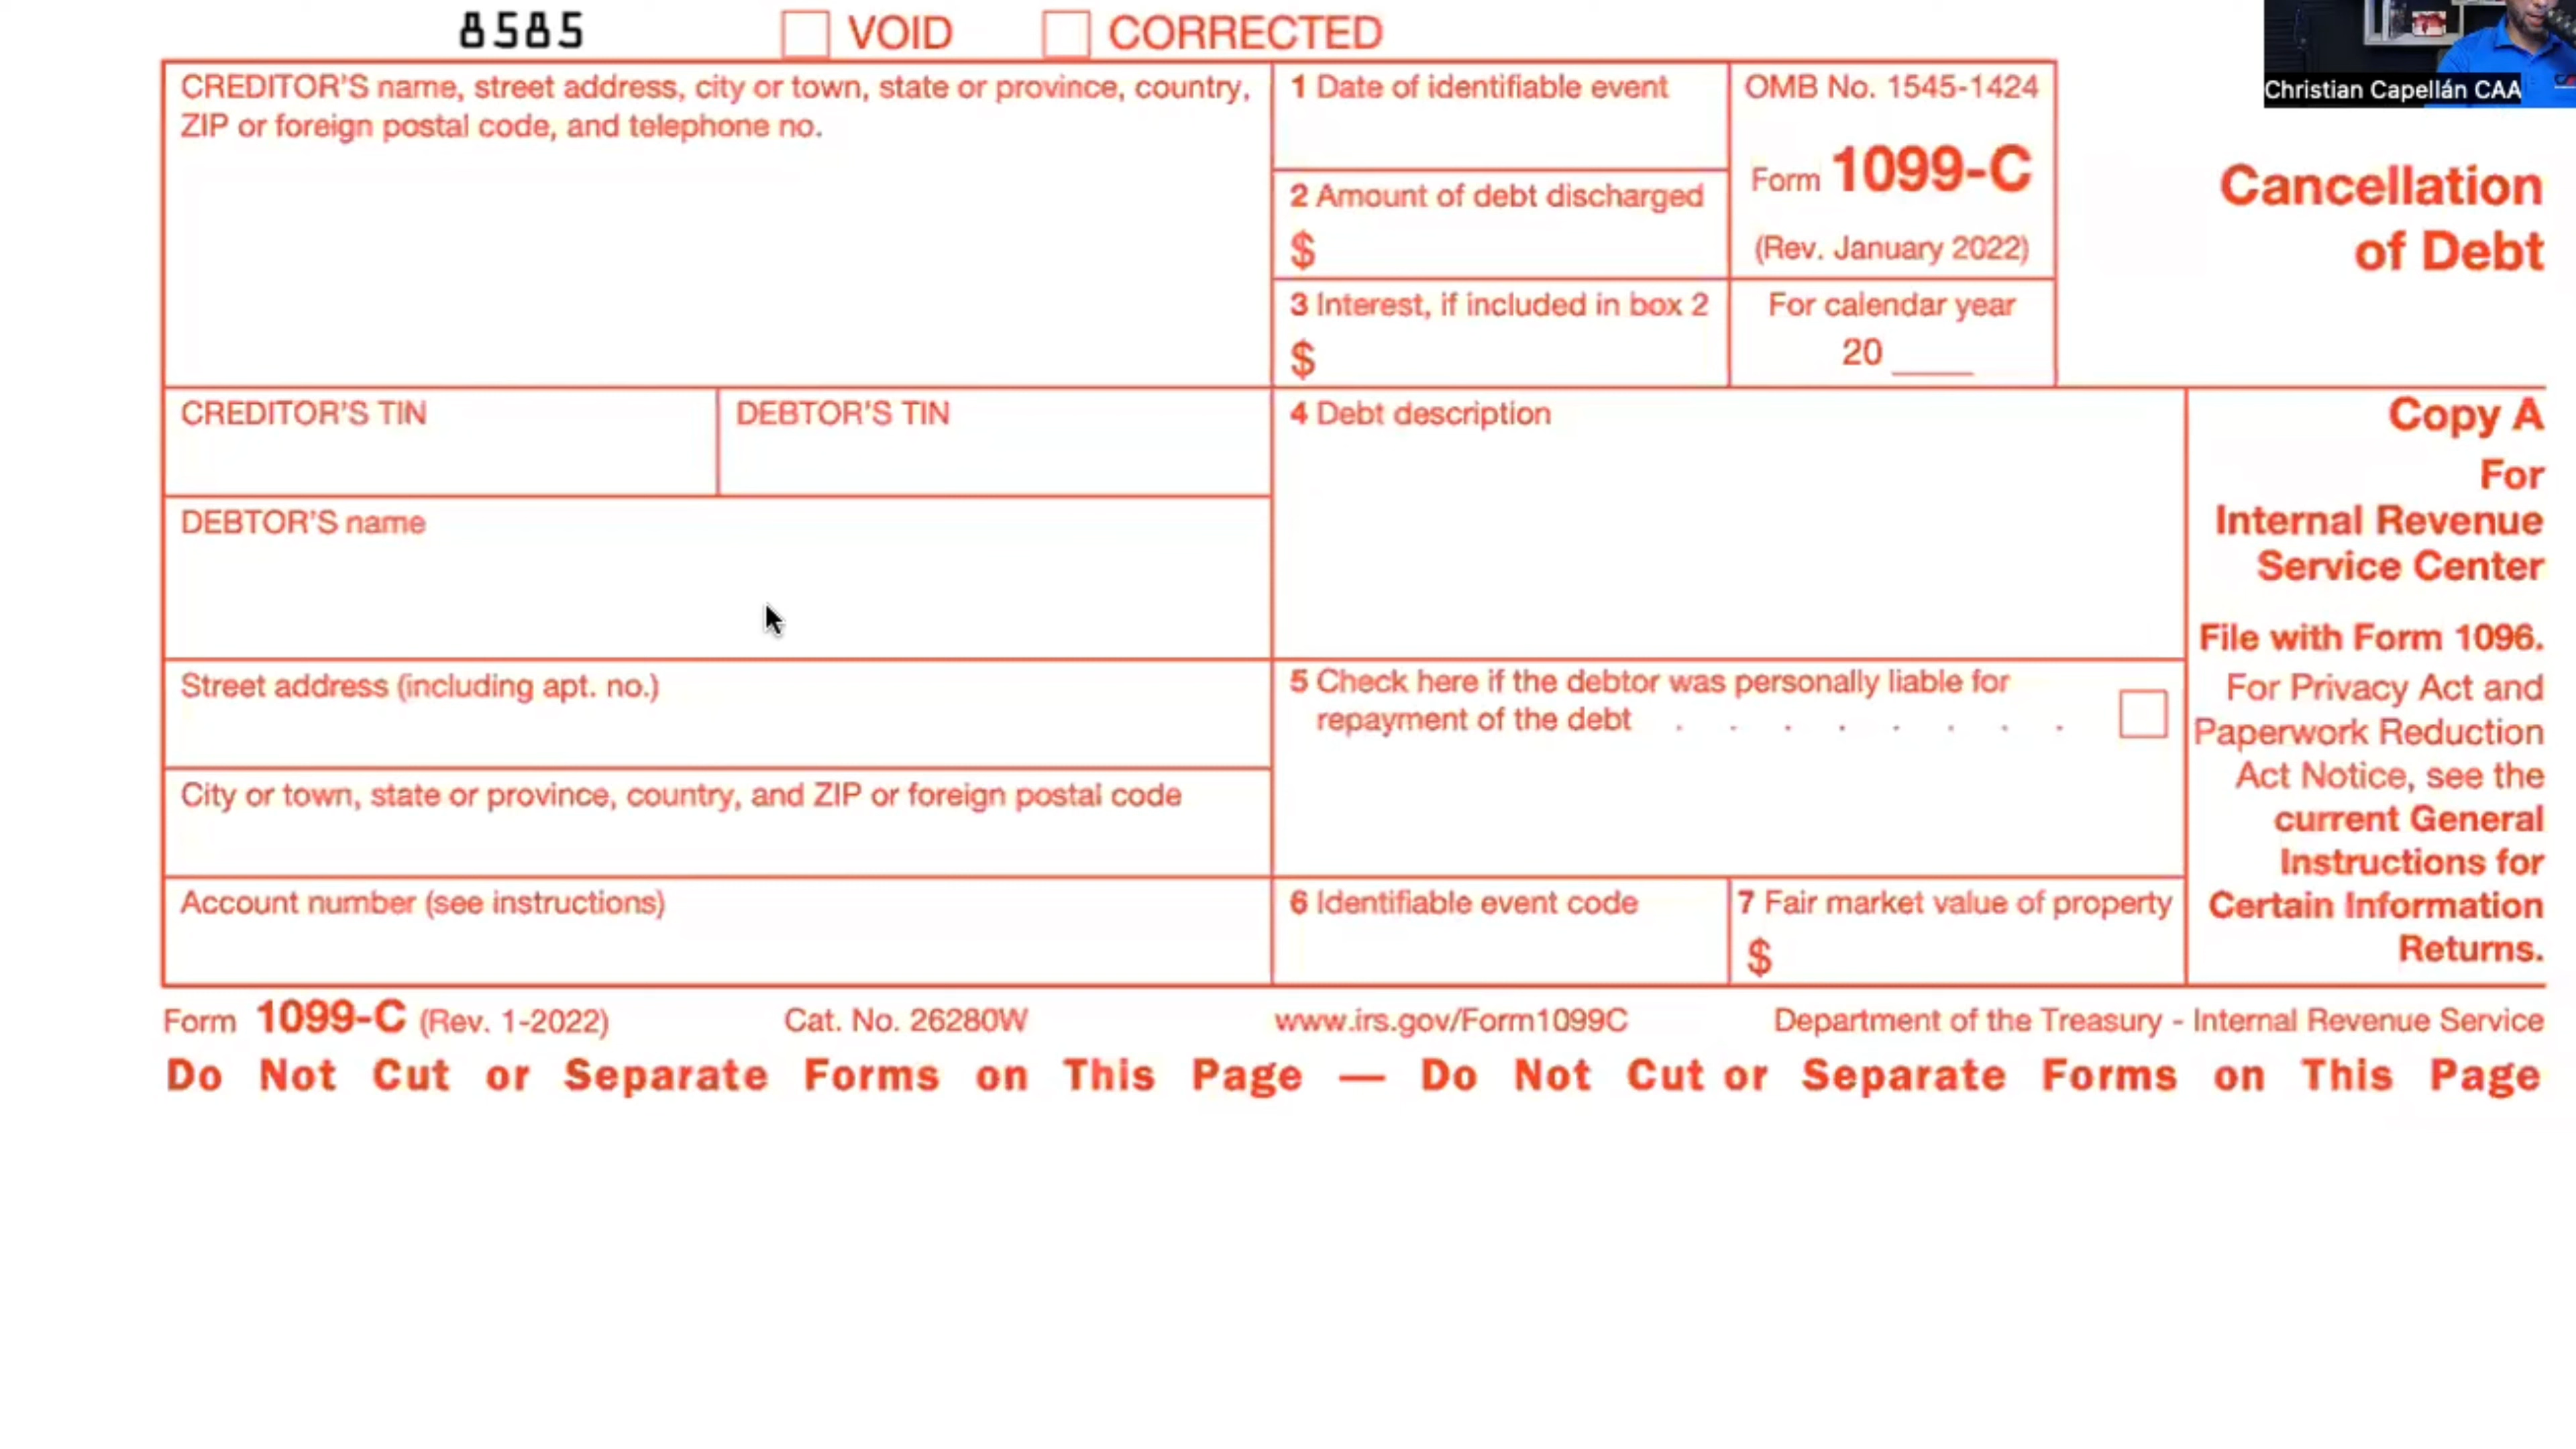 8585 VOID CORRECTED
Christian Capellán CAA
CREDITOR'S name, street address, city or town, state or province, country,
ZIP or foreign postal code, and telephone no.
1 Date of identifiable event
OMB No. 1545-1424
Form 1099-C
(Rev. January 2022)
2 Amount of debt discharged
$
3 Interest, if included in box 2
$
For calendar year
20 ____
Cancellation
of Debt
CREDITOR'S TIN
DEBTOR'S TIN
4 Debt description
DEBTOR'S name
Street address (including apt. no.)
5 Check here if the debtor was personally liable for
repayment of the debt . . . . . . . .
City or town, state or province, country, and ZIP or foreign postal code
Account number (see instructions)
6 Identifiable event code
7 Fair market value of property
$
Copy A
For
Internal Revenue
Service Center
File with Form 1096.
For Privacy Act and
Paperwork Reduction
Act Notice, see the
current General
Instructions for
Certain Information
Returns.
Form 1099-C (Rev. 1-2022) Cat. No. 26280W www.irs.gov/Form1099C Department of the Treasury - Internal Revenue Service
Do Not Cut or Separate Forms on This Page — Do Not Cut or Separate Forms on This Page